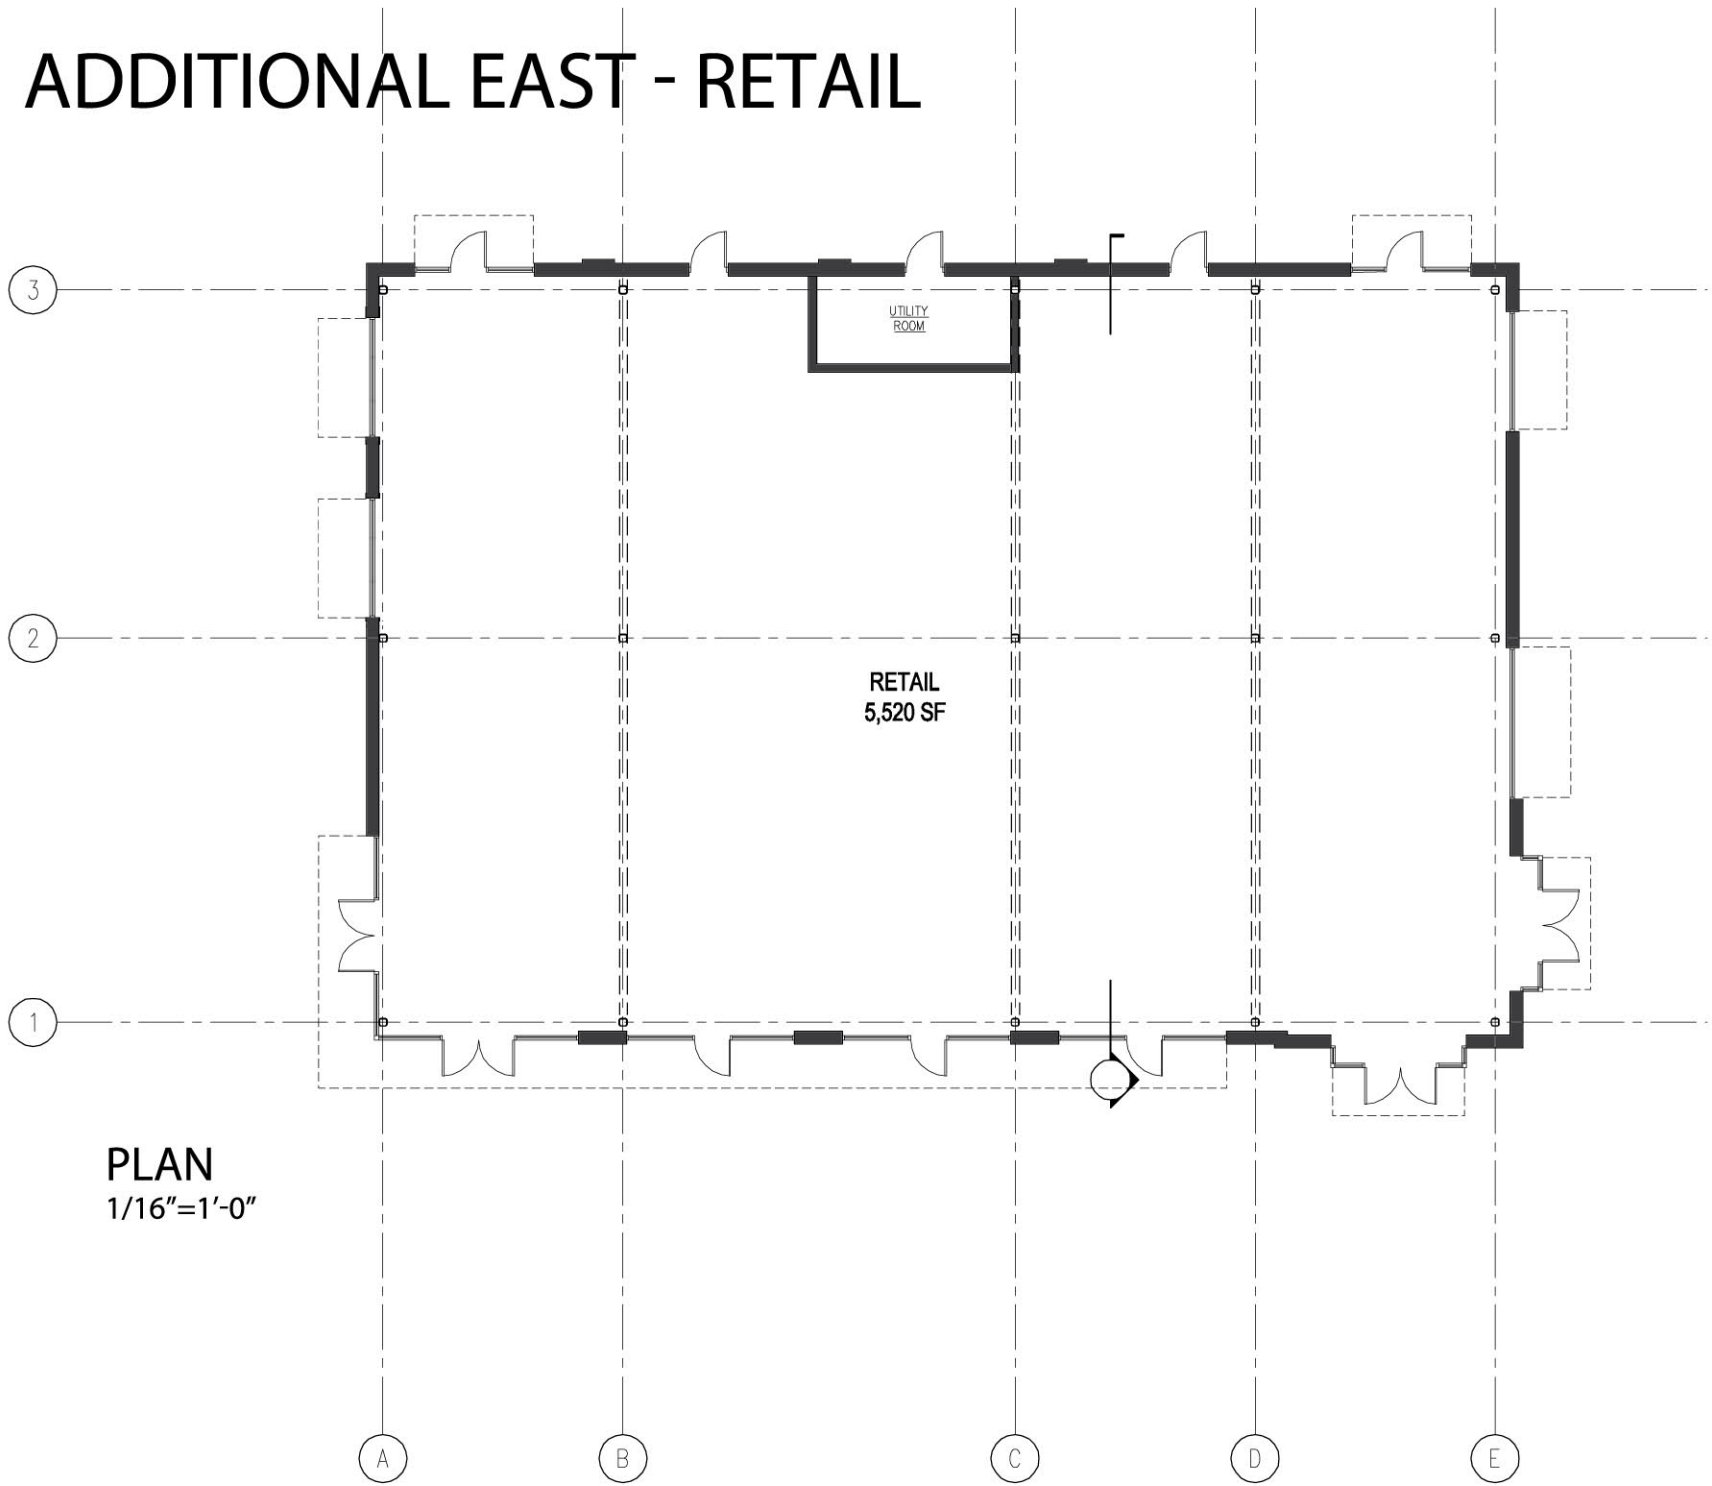 ADDITIONAL EAST - RETAIL
3
UTILITY
ROOM
2
RETAIL
5,520 SF
1
PLAN
1/16"=1'-0"
A
B
C
D
E